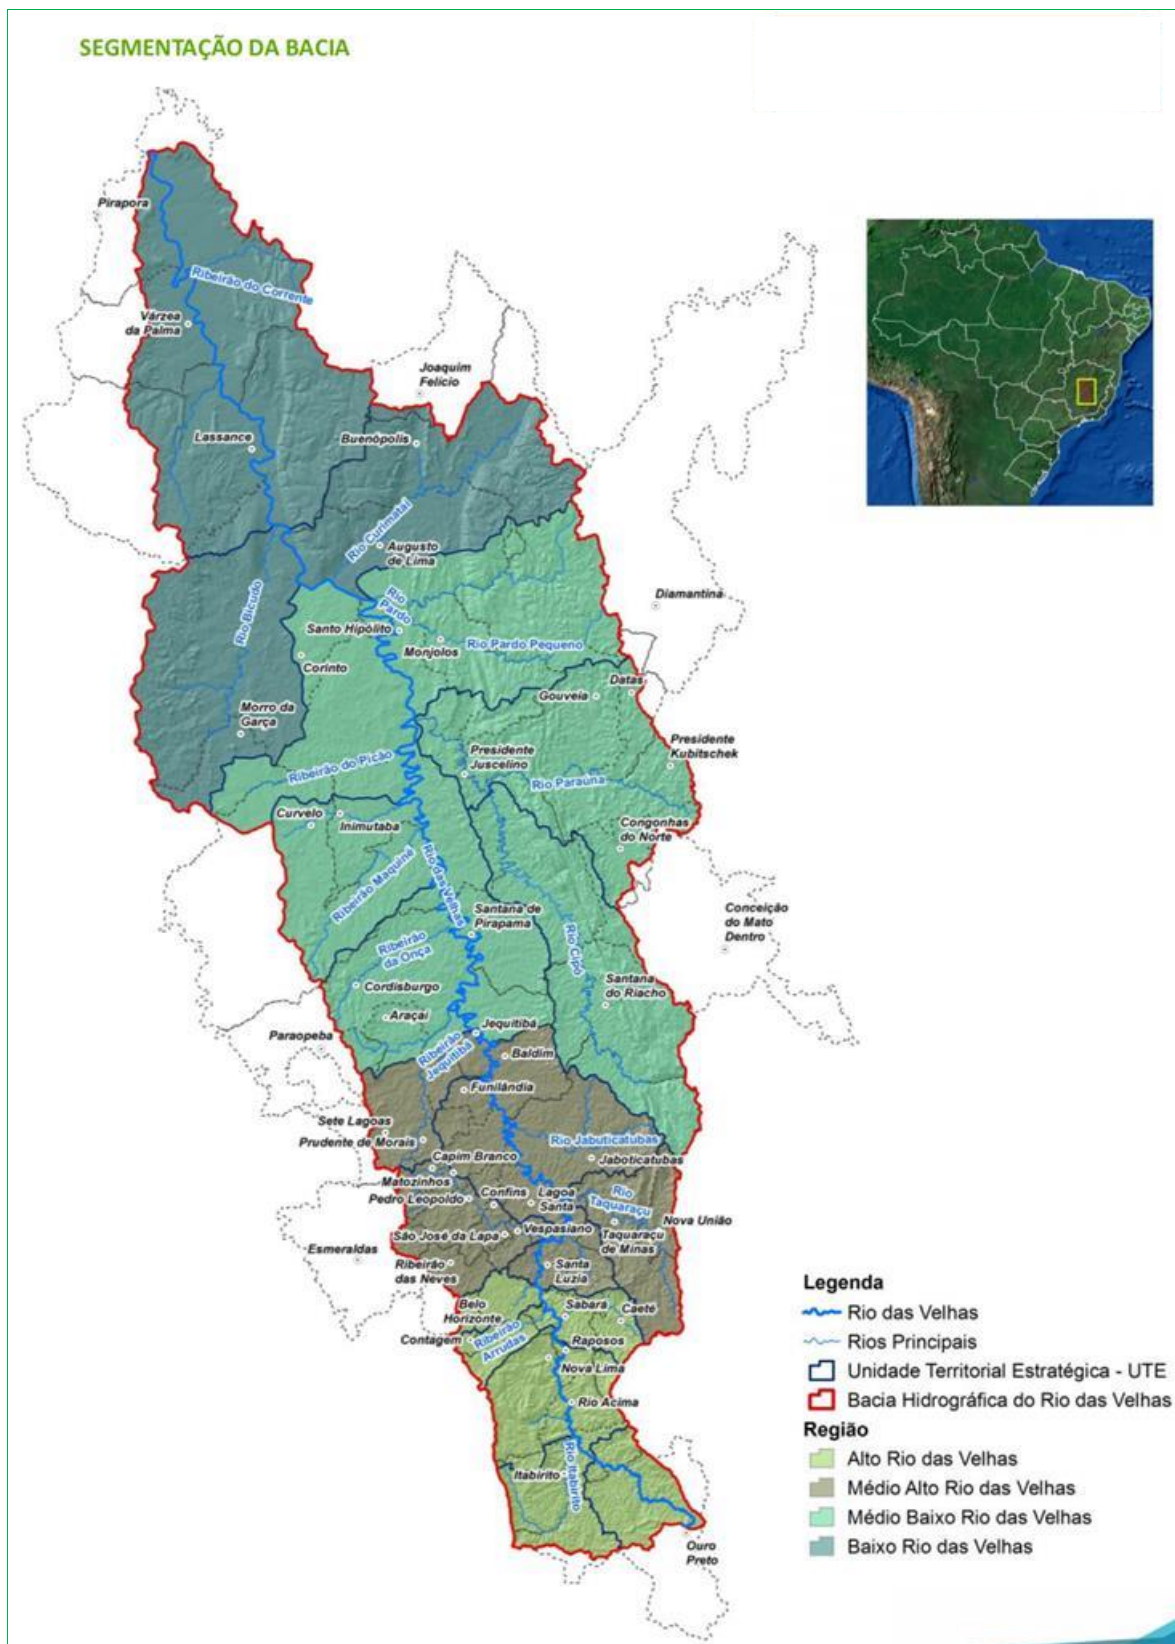 SEGMENTAÇÃO DA BACIA
Pirapora
Ribeirão do Corrente
Várzea
da Palma
Joaquim
Felício
Lassance
Buenópolis
Rio Curimataí
Augusto
de Lima
Rio Bicudo
Rio
Pardo
Diamantina
Santo Hipólito
Rio Pardo Pequeno
Monjolos
Corinto
Datas
Gouveia
Morro da
Garça
Presidente
Kubitschek
Presidente
Juscelino
Ribeirão do Picão
Rio Paraúna
Curvelo
Inimutaba
Congonhas
do Norte
Ribeirão Maquiné
Rio das Velhas
Santana de
Pirapama
Conceição
do Mato
Dentro
Ribeirão
da Onça
Rio Cipó
Cordisburgo
Santana
do Riacho
Araçaí
Jequitibá
Paraopeba
Ribeirão
Jequitibá
Baldim
Funilândia
Sete Lagoas
Prudente de Morais
Rio Jabuticatubas
Capim Branco
Jaboticatubas
Matozinhos
Pedro Leopoldo
Confins
Lagoa
Santa
Rio
Taquaraçu
Nova União
São José da Lapa
Vespasiano
Taquaraçu
de Minas
Esmeraldas
Ribeirão
das Neves
Santa
Luzia
Belo
Horizonte
Sabará
Caeté
Contagem
Ribeirão
Arrudas
Raposos
Nova Lima
Rio Acima
Itabirito
Rio Itabirito
Ouro
Preto
Legenda
Rio das Velhas
Rios Principais
Unidade Territorial Estratégica - UTE
Bacia Hidrográfica do Rio das Velhas
Região
Alto Rio das Velhas
Médio Alto Rio das Velhas
Médio Baixo Rio das Velhas
Baixo Rio das Velhas